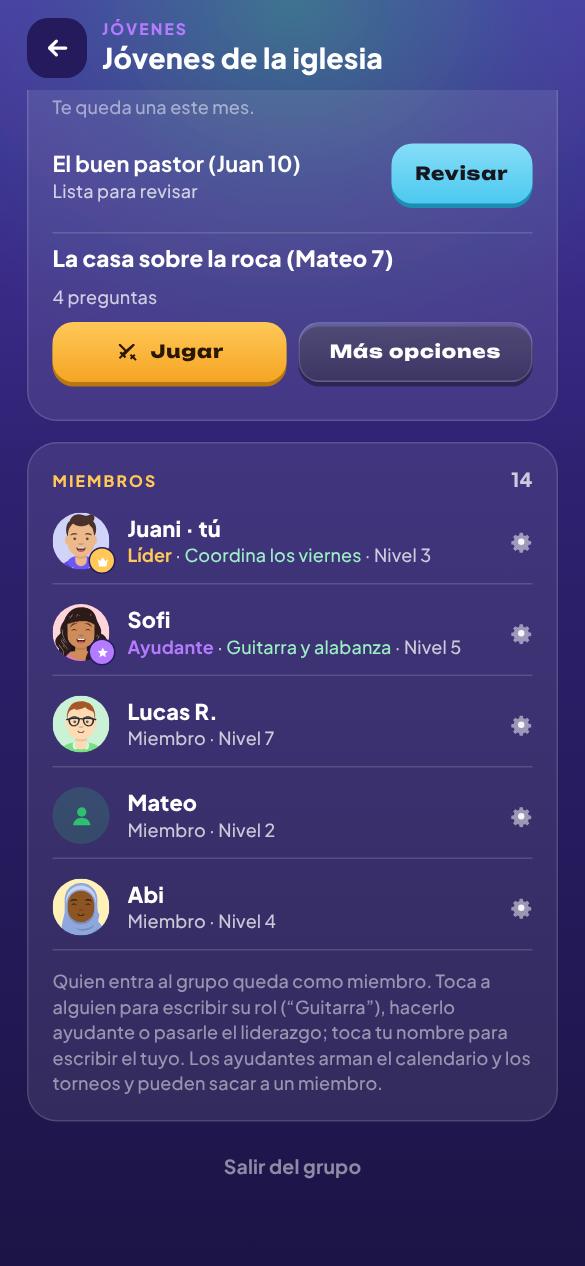 JÓVENES
Jóvenes de la iglesia
Te queda una este mes.
El buen pastor (Juan 10)
Lista para revisar
Revisar
La casa sobre la roca (Mateo 7)
4 preguntas
Jugar
Más opciones
MIEMBROS
14
Juani · tú
Líder · Coordina los viernes · Nivel 3
Sofi
Ayudante · Guitarra y alabanza · Nivel 5
Lucas R.
Miembro · Nivel 7
Mateo
Miembro · Nivel 2
Abi
Miembro · Nivel 4
Quien entra al grupo queda como miembro. Toca a
alguien para escribir su rol (“Guitarra”), hacerlo
ayudante o pasarle el liderazgo; toca tu nombre para
escribir el tuyo. Los ayudantes arman el calendario y los
torneos y pueden sacar a un miembro.
Salir del grupo